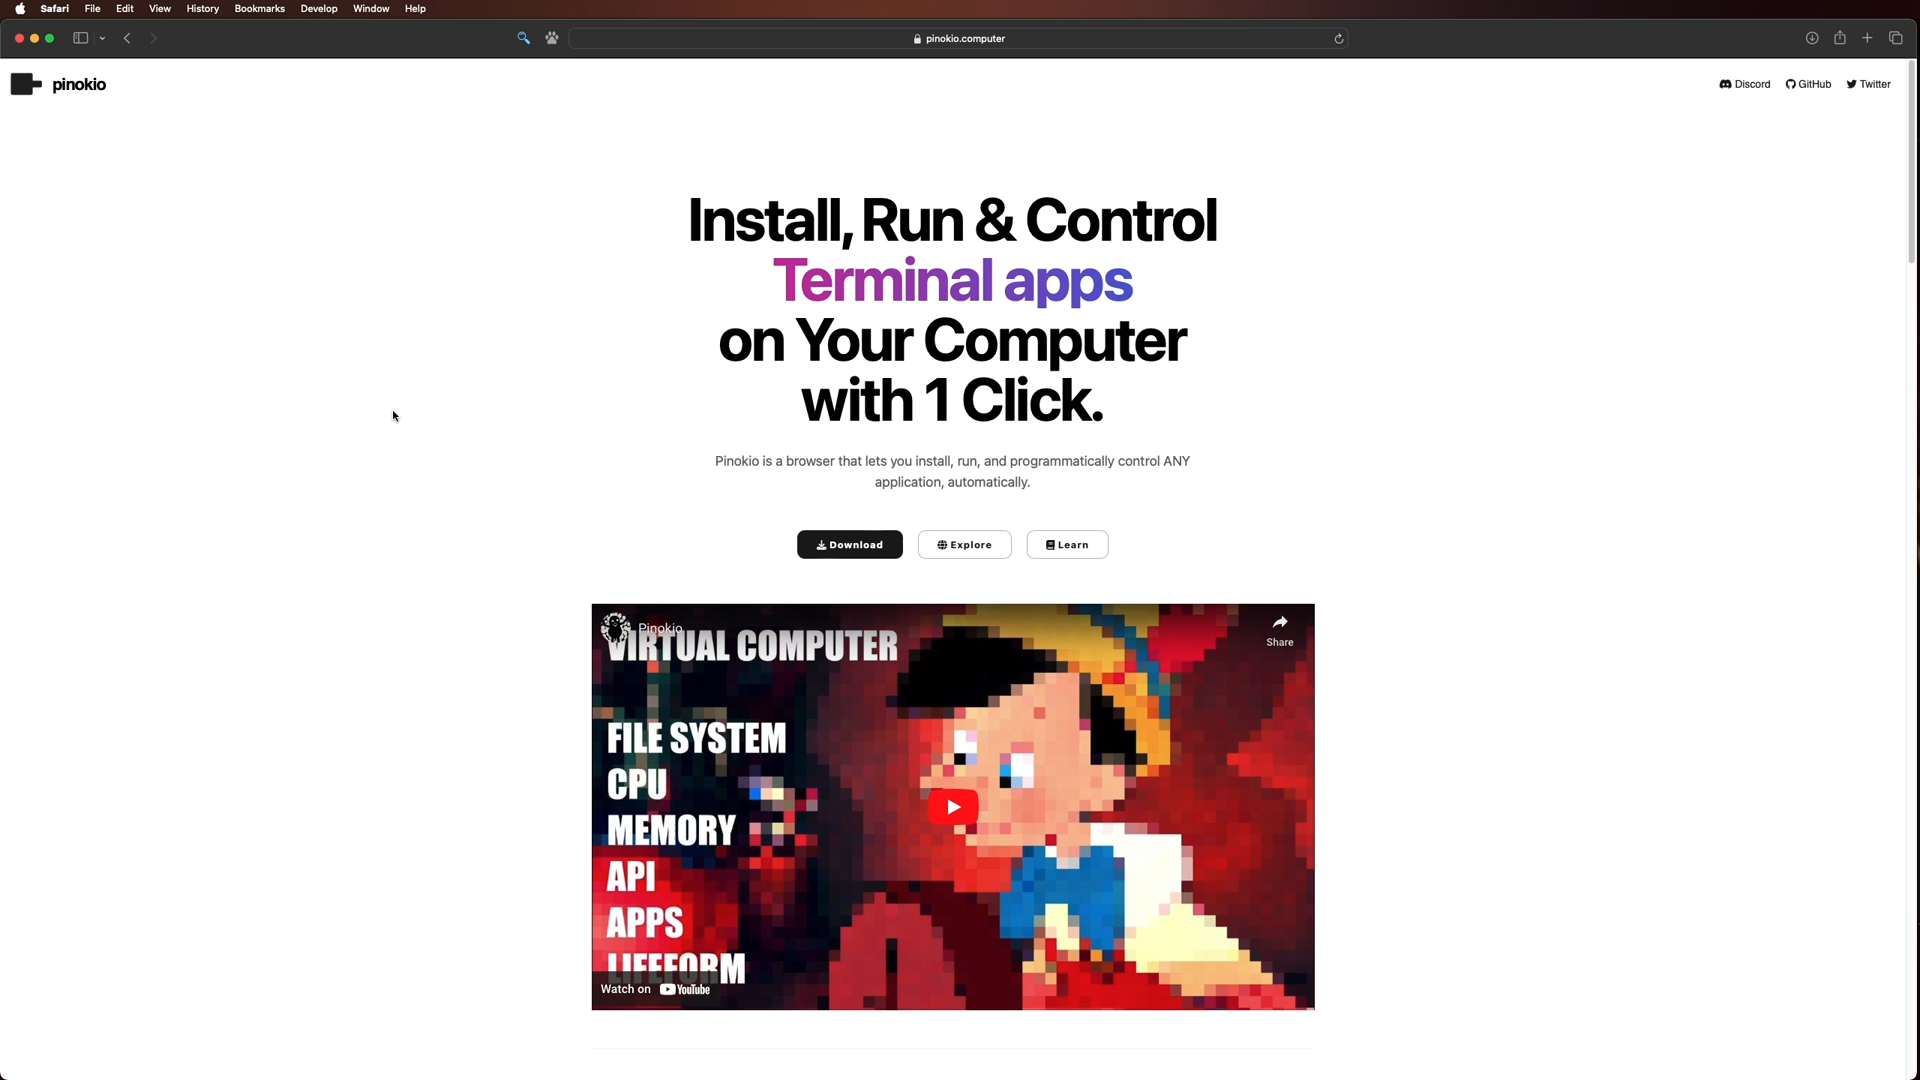 Safari File Edit View History Bookmarks Develop Window Help
pinokio.computer
pinokio
Discord GitHub Twitter
Install, Run & Control
Terminal apps
on Your Computer
with 1 Click.
Pinokio is a browser that lets you install, run, and programmatically control ANY
application, automatically.
Download Explore Learn
Pinokio
VIRTUAL COMPUTER
Share
FILE SYSTEM
CPU
MEMORY
API
APPS
LIFEFORM
Watch on YouTube